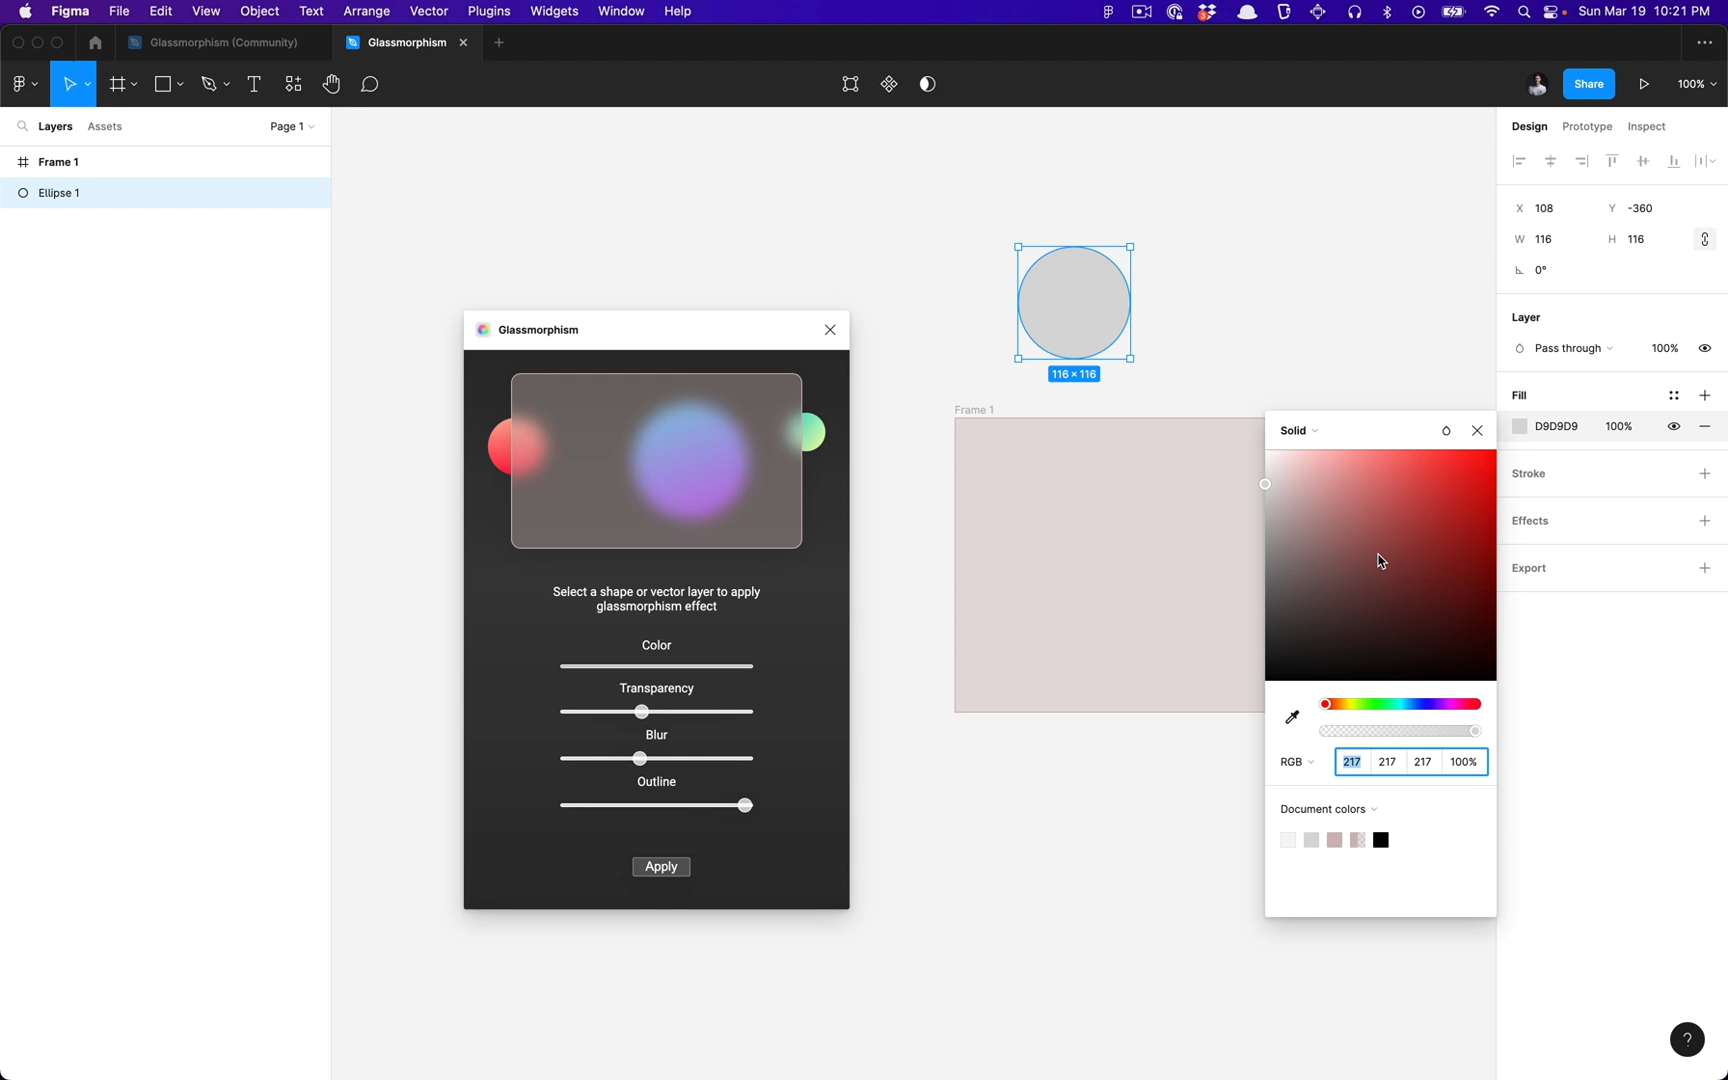 Figma File Edit View Object Text Arrange Vector Plugins Widgets Window Help
3
Sun Mar 19 10:21 PM
Glassmorphism (Community)
Glassmorphism
Share
100%
Layers Assets
Page 1
Design Prototype Inspect
Frame 1
Ellipse 1
X 108 Y -360
W 116 H 116
0°
Layer
Pass through 100%
Fill
D9D9D9 100%
Stroke
Effects
Export
116 × 116
Frame 1
Glassmorphism
Select a shape or vector layer to apply
glassmorphism effect
Color
Transparency
Blur
Outline
Apply
Solid
RGB 217 217 217 100%
Document colors
?